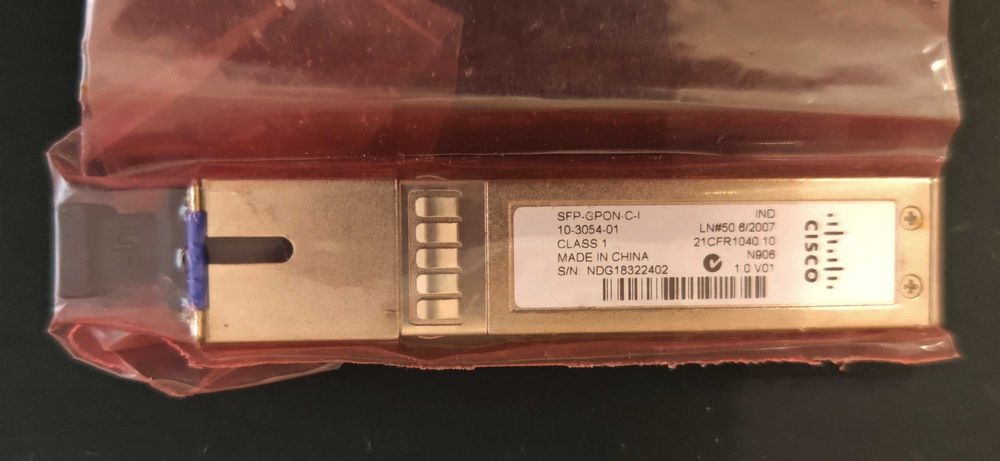 SFP-GPON-C-I IND
10-3054-01 LN#50 6/2007
CLASS 1 21CFR1040.10
MADE IN CHINA N906
S/N: NDG18322402 1.0 V01
CISCO